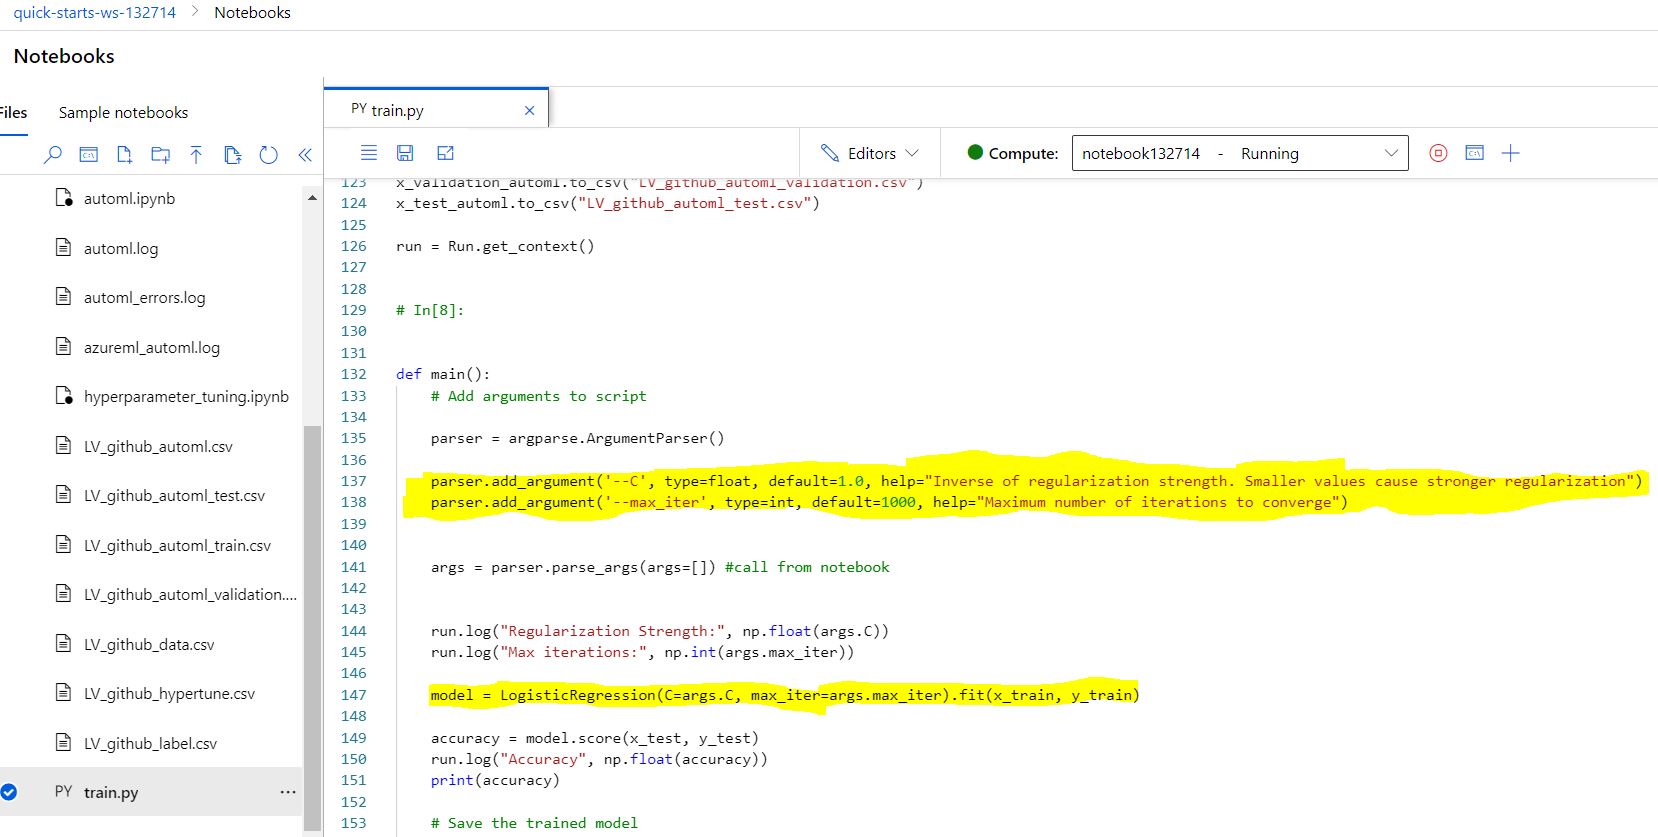 quick-starts-ws-132714 > Notebooks
Notebooks
Files
Sample notebooks
automl.ipynb
automl.log
automl_errors.log
azureml_automl.log
hyperparameter_tuning.ipynb
LV_github_automl.csv
LV_github_automl_test.csv
LV_github_automl_train.csv
LV_github_automl_validation....
LV_github_data.csv
LV_github_hypertune.csv
LV_github_label.csv
PY train.py ...
PY train.py ×
Editors
Compute: notebook132714 - Running
123 x_validation_automl.to_csv("LV_github_automl_validation.csv")
124 x_test_automl.to_csv("LV_github_automl_test.csv")
125
126 run = Run.get_context()
127
128
129 # In[8]:
130
131
132 def main():
133 # Add arguments to script
134
135 parser = argparse.ArgumentParser()
136
137 parser.add_argument('--C', type=float, default=1.0, help="Inverse of regularization strength. Smaller values cause stronger regularization")
138 parser.add_argument('--max_iter', type=int, default=1000, help="Maximum number of iterations to converge")
139
140
141 args = parser.parse_args(args=[]) #call from notebook
142
143
144 run.log("Regularization Strength:", np.float(args.C))
145 run.log("Max iterations:", np.int(args.max_iter))
146
147 model = LogisticRegression(C=args.C, max_iter=args.max_iter).fit(x_train, y_train)
148
149 accuracy = model.score(x_test, y_test)
150 run.log("Accuracy", np.float(accuracy))
151 print(accuracy)
152
153 # Save the trained model